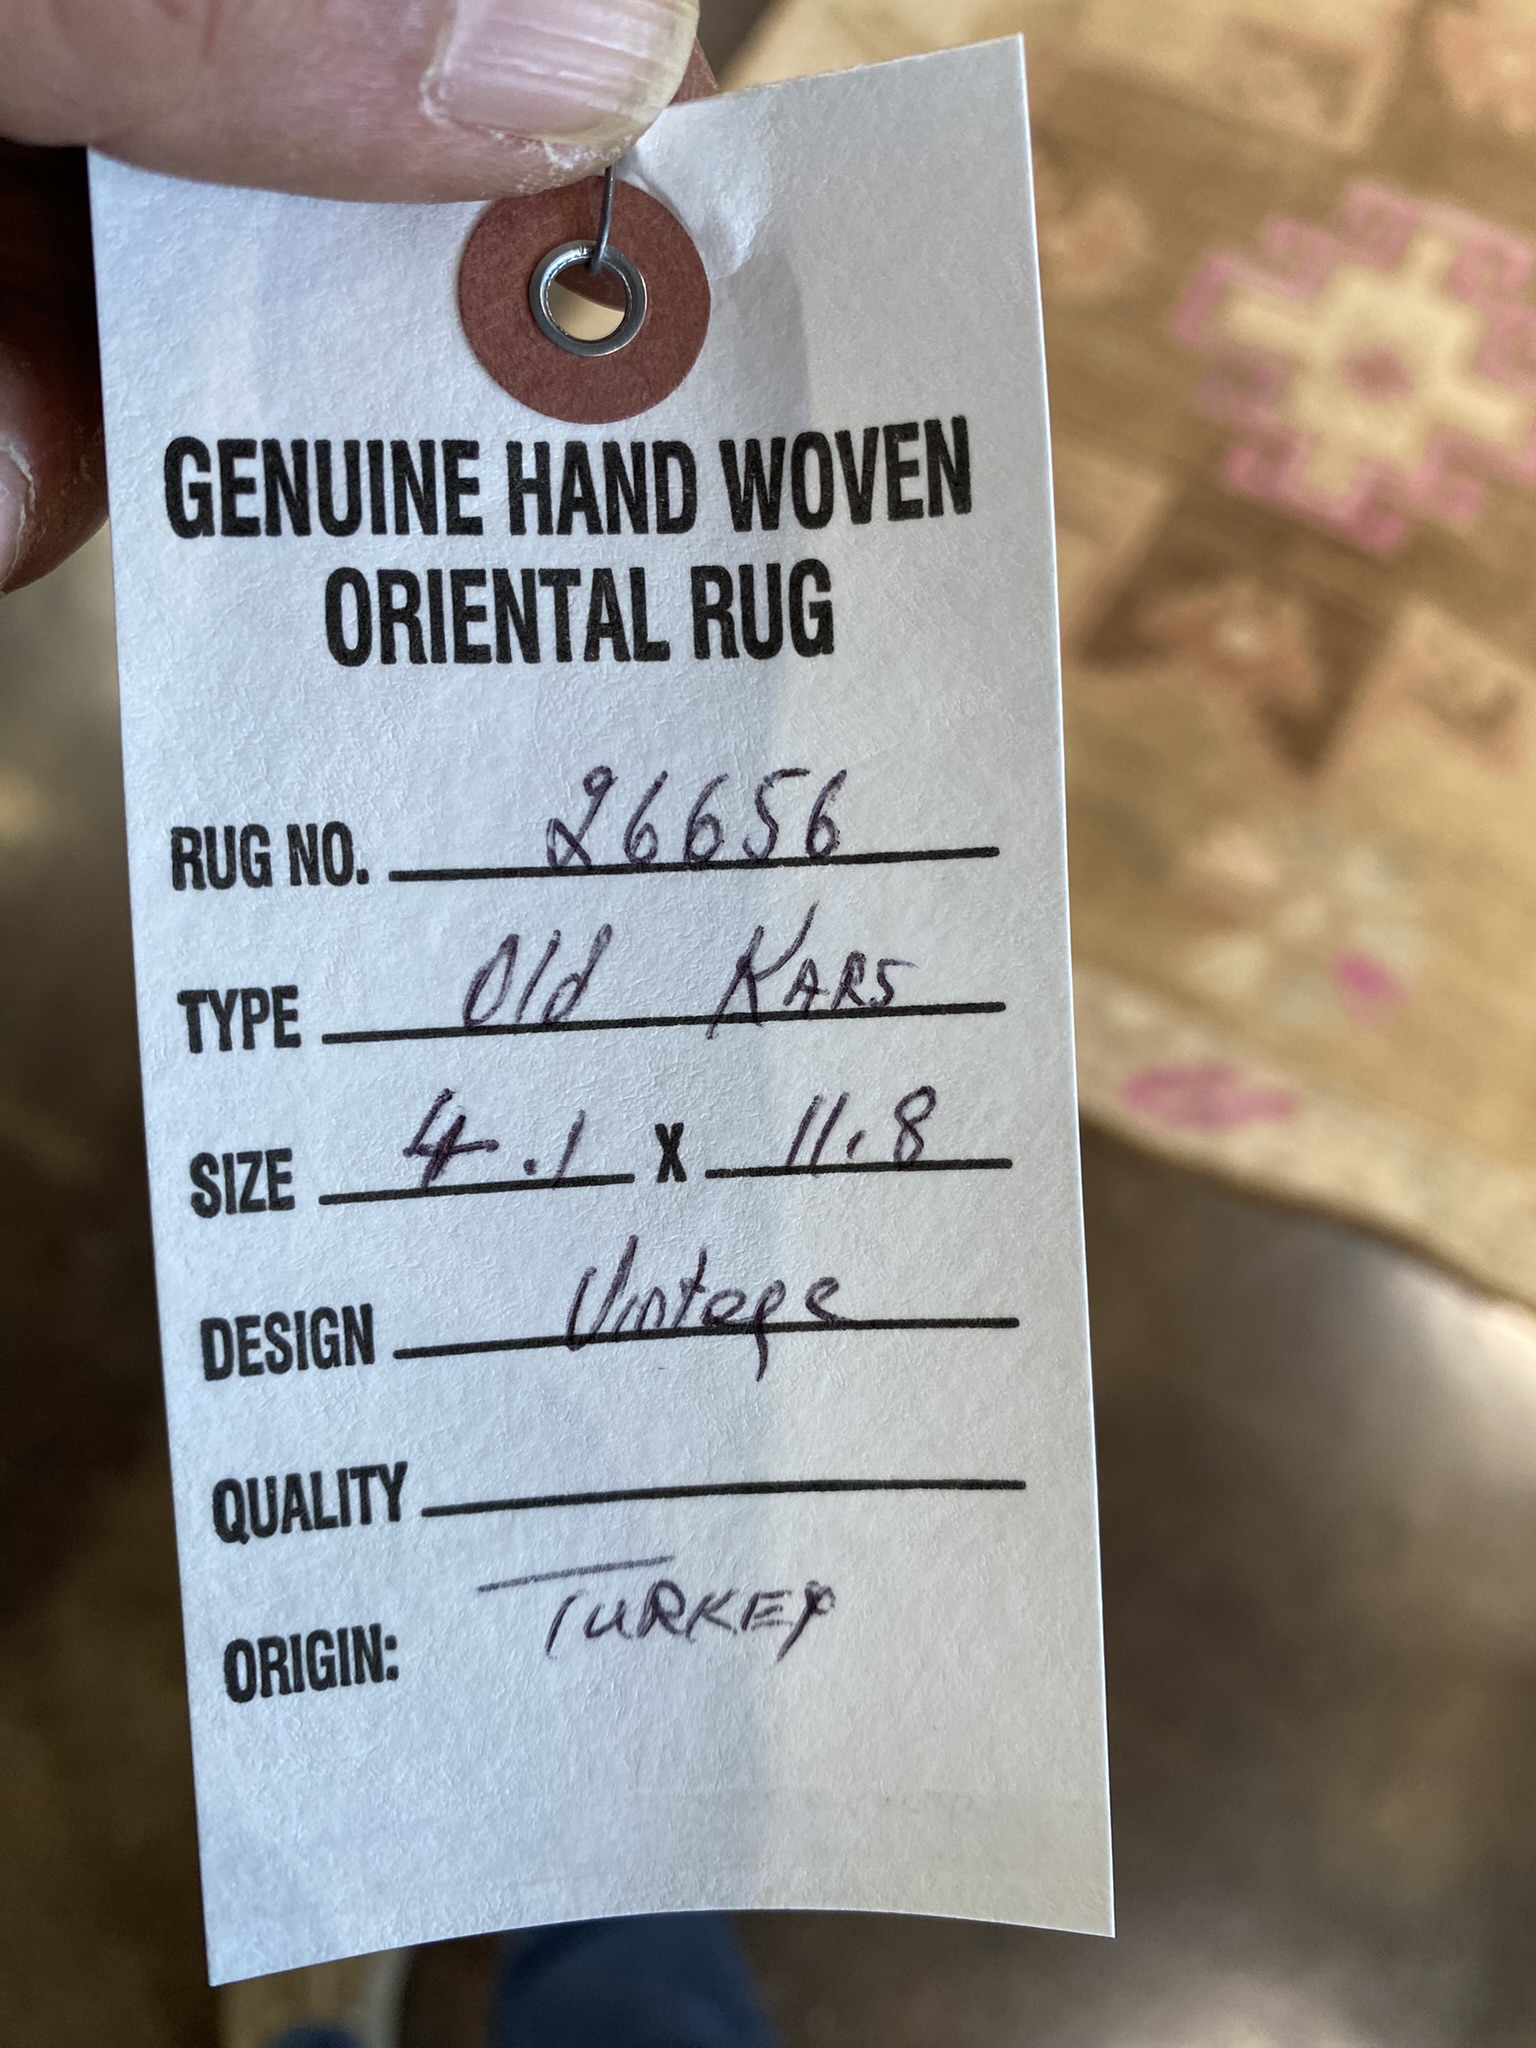 GENUINE HAND WOVEN
ORIENTAL RUG
RUG NO. 26656
TYPE Old KARS
SIZE 4.1 X 11.8
DESIGN Vintage
QUALITY
ORIGIN: TURKEY